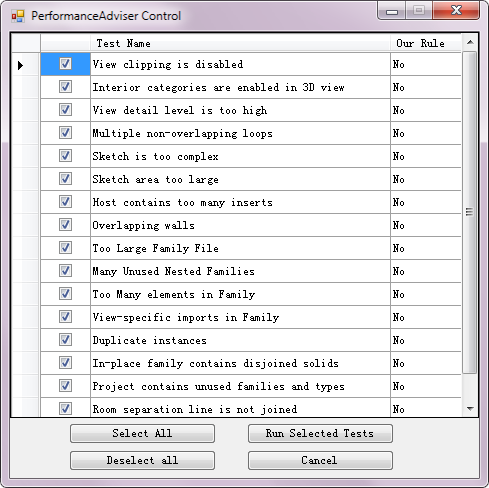 PerformanceAdviser Control
Test Name Our Rule
View clipping is disabled No
Interior categories are enabled in 3D view No
View detail level is too high No
Multiple non-overlapping loops No
Sketch is too complex No
Sketch area too large No
Host contains too many inserts No
Overlapping walls No
Too Large Family File No
Many Unused Nested Families No
Too Many elements in Family No
View-specific imports in Family No
Duplicate instances No
In-place family contains disjoined solids No
Project contains unused families and types No
Room separation line is not joined No
Select All Run Selected Tests
Deselect all Cancel